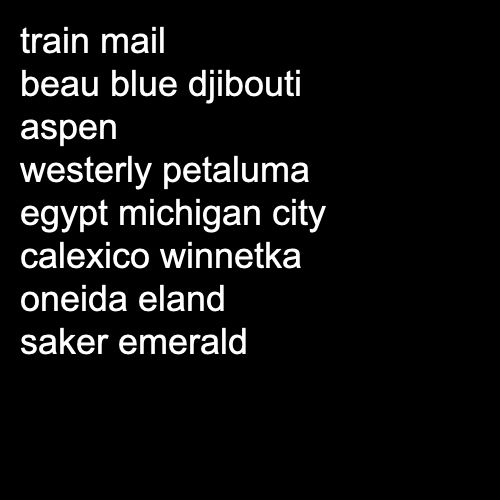 train mail
beau blue djibouti
aspen
westerly petaluma
egypt michigan city
calexico winnetka
oneida eland
saker emerald